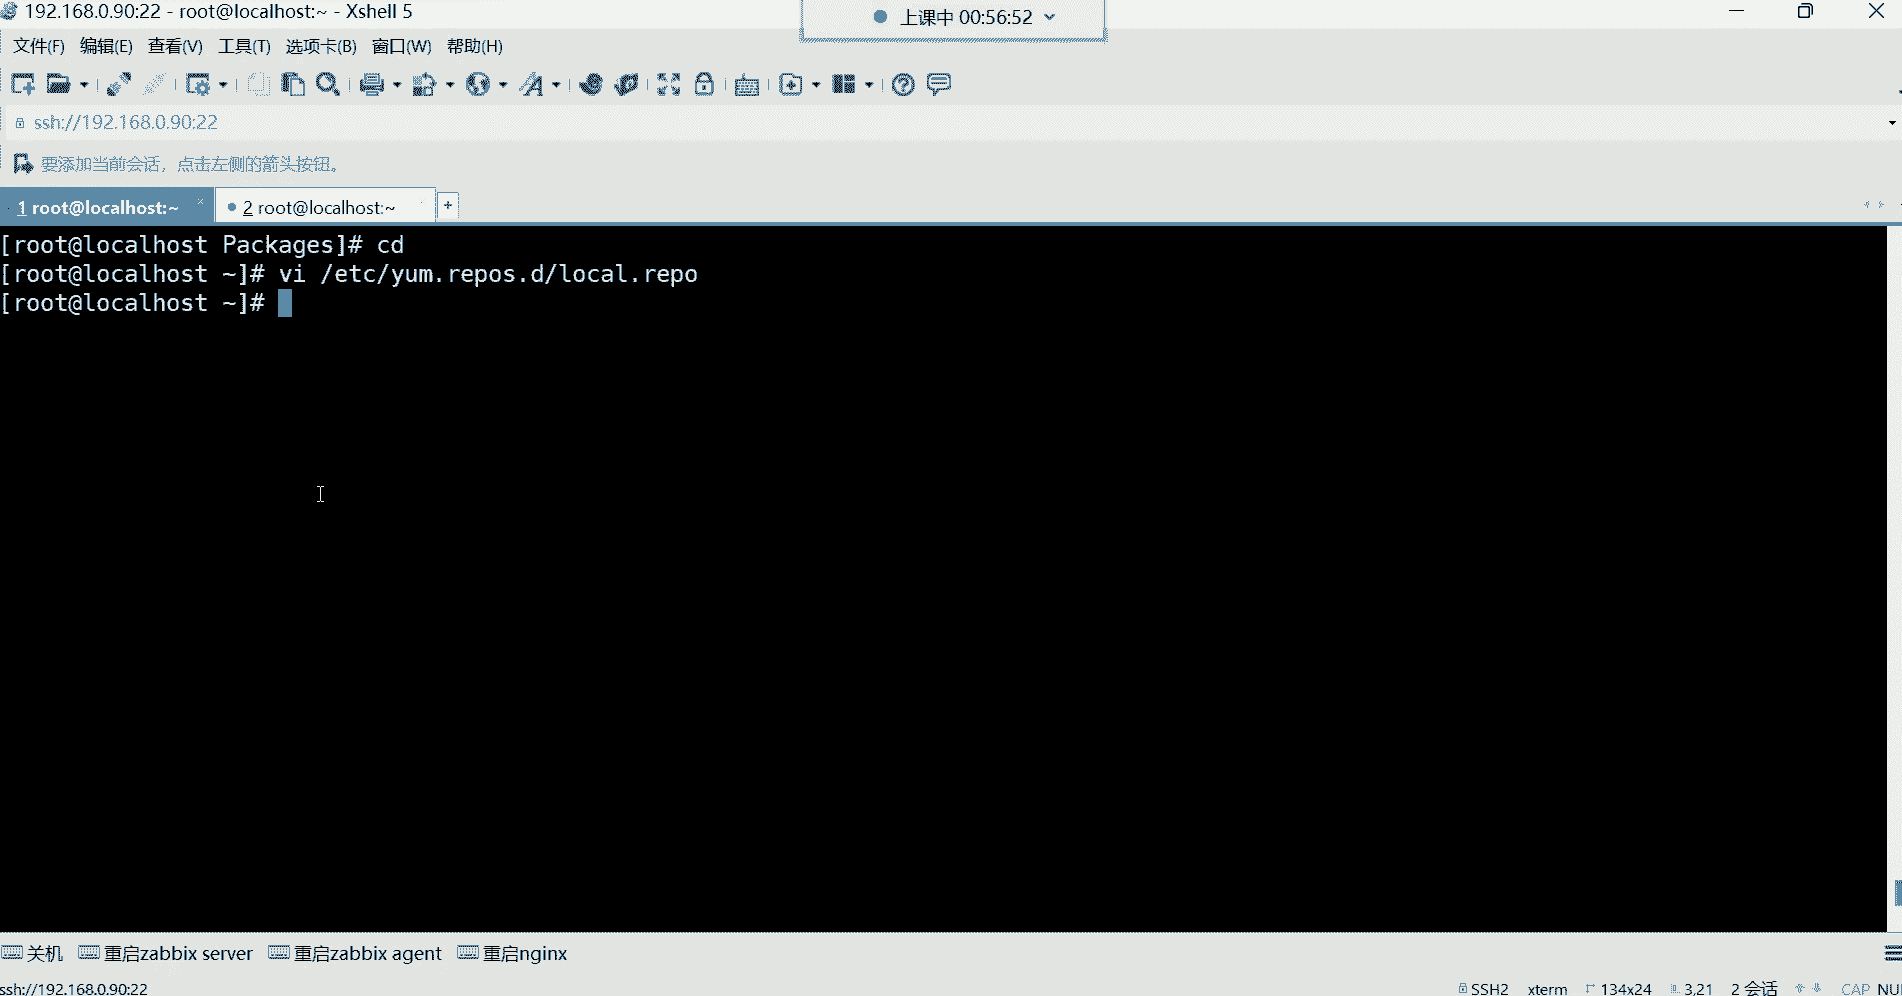 192.168.0.90:22 - root@localhost:~ - Xshell 5
上课中 00:56:52
文件(F) 编辑(E) 查看(V) 工具(T) 选项卡(B) 窗口(W) 帮助(H)
ssh://192.168.0.90:22
要添加当前会话，点击左侧的箭头按钮。
1 root@localhost:~ 2 root@localhost:~
[root@localhost Packages]# cd
[root@localhost ~]# vi /etc/yum.repos.d/local.repo
[root@localhost ~]#
关机 重启zabbix server 重启zabbix agent 重启nginx
ssh://192.168.0.90:22 SSH2 xterm 134x24 3,21 2 会话 CAP NU